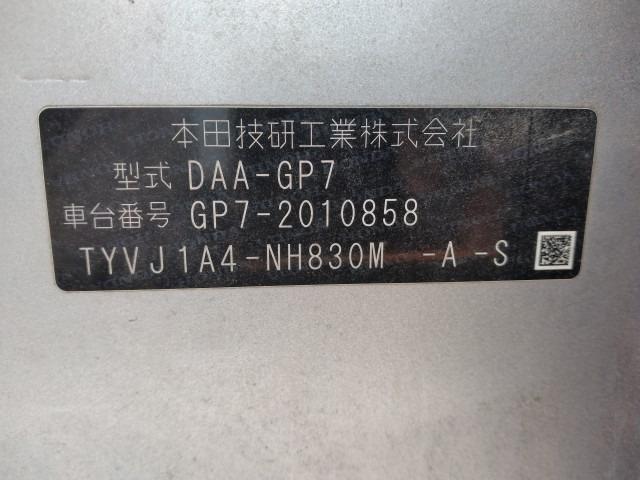 本田技研工業株式会社
型式 DAA-GP7
車台番号 GP7-2010858
TYVJ1A4-NH830M -A-S